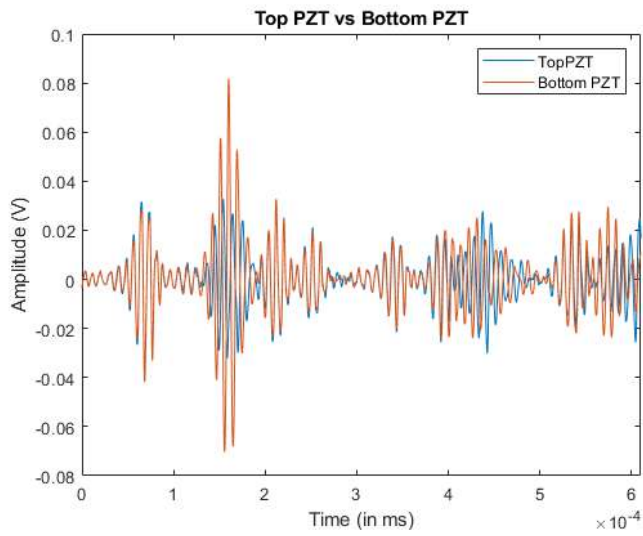 Top PZT vs Bottom PZT
TopPZT
Bottom PZT
Amplitude (V)
0.1
0.08
0.06
0.04
0.02
0
-0.02
-0.04
-0.06
-0.08
0 1 2 3 4 5 6
Time (in ms)
×10-4